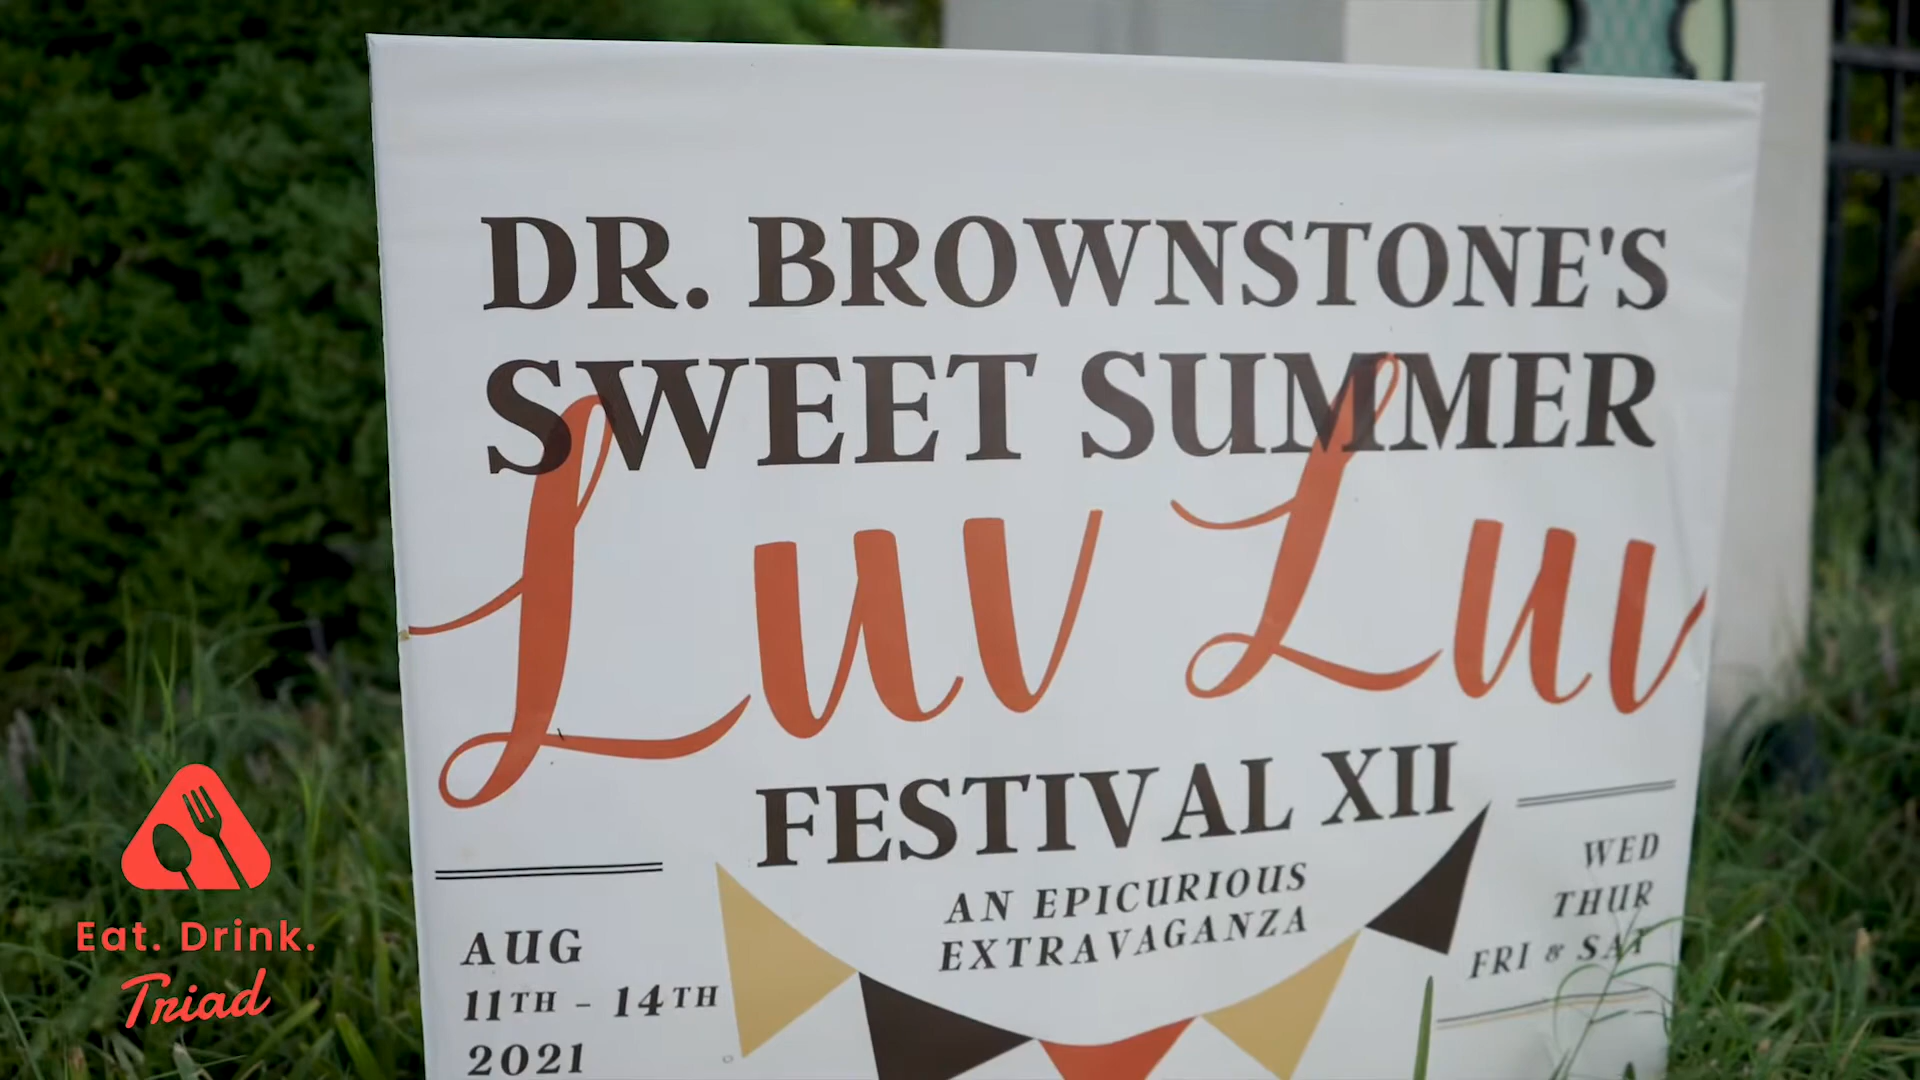 DR. BROWNSTONE'S
SWEET SUMMER
Luv Luv
FESTIVAL XII
AN EPICURIOUS
EXTRAVAGANZA
AUG
11TH - 14TH
2021
WED
THUR
FRI & SAT
Eat. Drink.
Triad